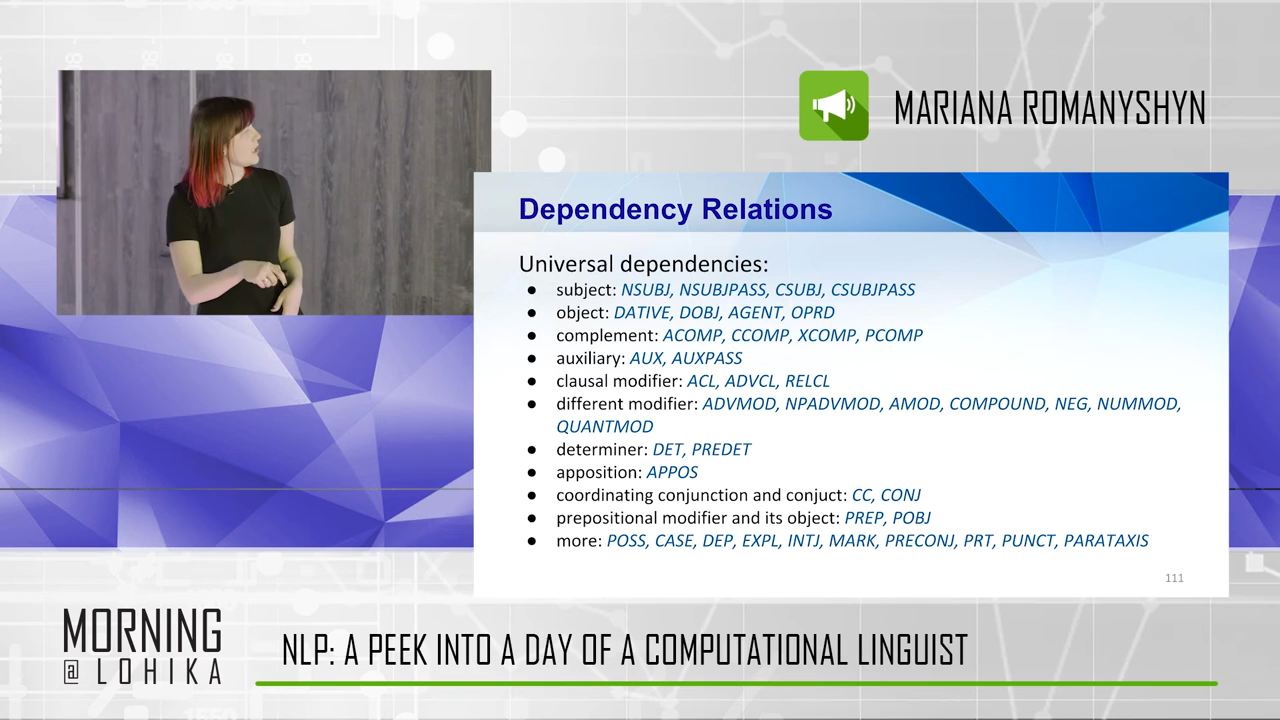 MARIANA ROMANYSHYN
Dependency Relations
Universal dependencies:
● subject: NSUBJ, NSUBJPASS, CSUBJ, CSUBJPASS
● object: DATIVE, DOBJ, AGENT, OPRD
● complement: ACOMP, CCOMP, XCOMP, PCOMP
● auxiliary: AUX, AUXPASS
● clausal modifier: ACL, ADVCL, RELCL
● different modifier: ADVMOD, NPADVMOD, AMOD, COMPOUND, NEG, NUMMOD,
QUANTMOD
● determiner: DET, PREDET
● apposition: APPOS
● coordinating conjunction and conjuct: CC, CONJ
● prepositional modifier and its object: PREP, POBJ
● more: POSS, CASE, DEP, EXPL, INTJ, MARK, PRECONJ, PRT, PUNCT, PARATAXIS
111
MORNING
@ LOHIKA
NLP: A PEEK INTO A DAY OF A COMPUTATIONAL LINGUIST